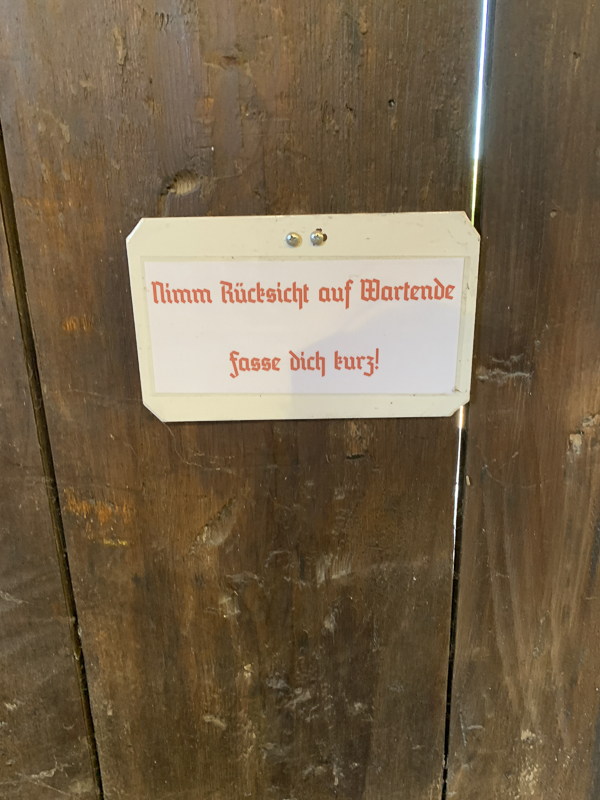 Nimm Rücksicht auf Wartende
fasse dich kurz!